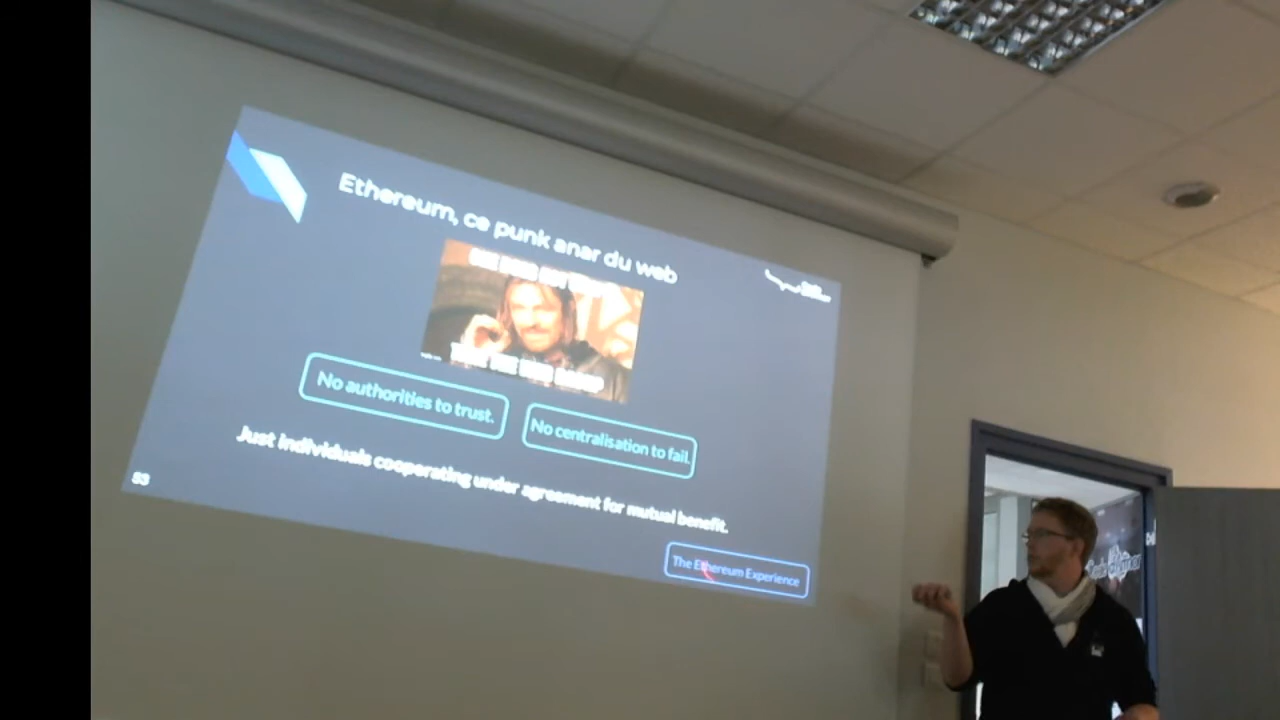 Ethereum, ce punk anar du web
No authorities to trust.
No centralisation to fail.
Just individuals cooperating under agreement for mutual benefit.
53
The Ethereum Experience